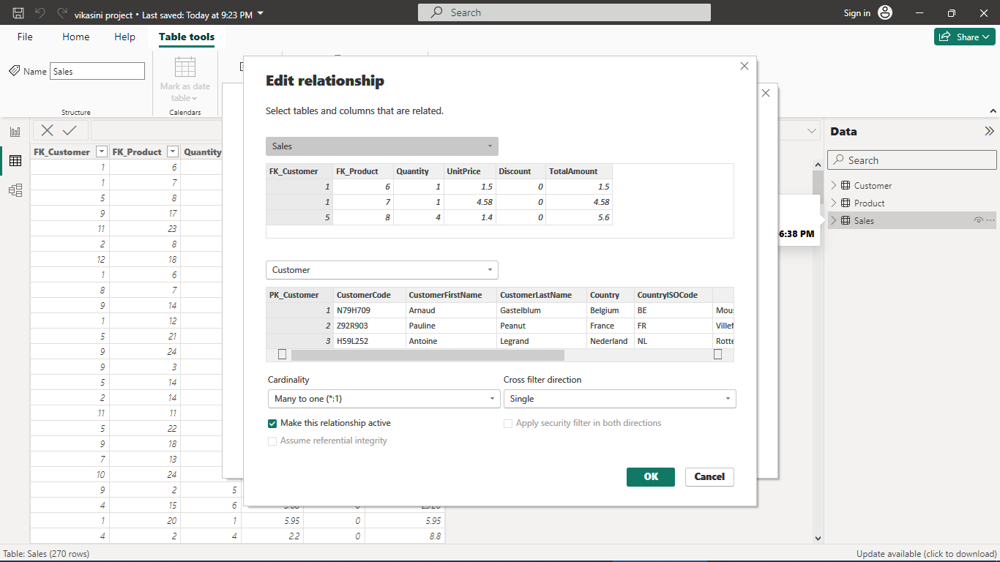 vikasini project • Last saved: Today at 9:23 PM
Search
Sign in
File Home Help Table tools
Share
Name Sales
Mark as date table
Structure
Calendars
Edit relationship
Select tables and columns that are related.
Sales
FK_Customer FK_Product Quantity UnitPrice Discount TotalAmount
1 6 1 1.5 0 1.5
1 7 1 4.58 0 4.58
5 8 4 1.4 0 5.6
Customer
PK_Customer CustomerCode CustomerFirstName CustomerLastName Country CountryISOCode
1 N79H709 Arnaud Gastelblum Belgium BE Mou
2 Z92R903 Pauline Peanut France FR Villef
3 H59L252 Antoine Legrand Nederland NL Rotte
Cardinality
Cross filter direction
Many to one (*:1)
Single
Make this relationship active
Apply security filter in both directions
Assume referential integrity
OK
Cancel
FK_Customer FK_Product Quantity
1 6
1 7
5 8
9 17
11 23
2 8
12 18
1 6
8 7
9 14
1 12
5 21
9 24
9 3
5 14
2 14
11 11
5 22
9 18
7 13
10 24
9 2 5
4 15 6
1 20 1 5.95 0 5.95
4 2 4 2.2 0 8.8
6:38 PM
Data
Search
Customer
Product
Sales
Table: Sales (270 rows)
Update available (click to download)